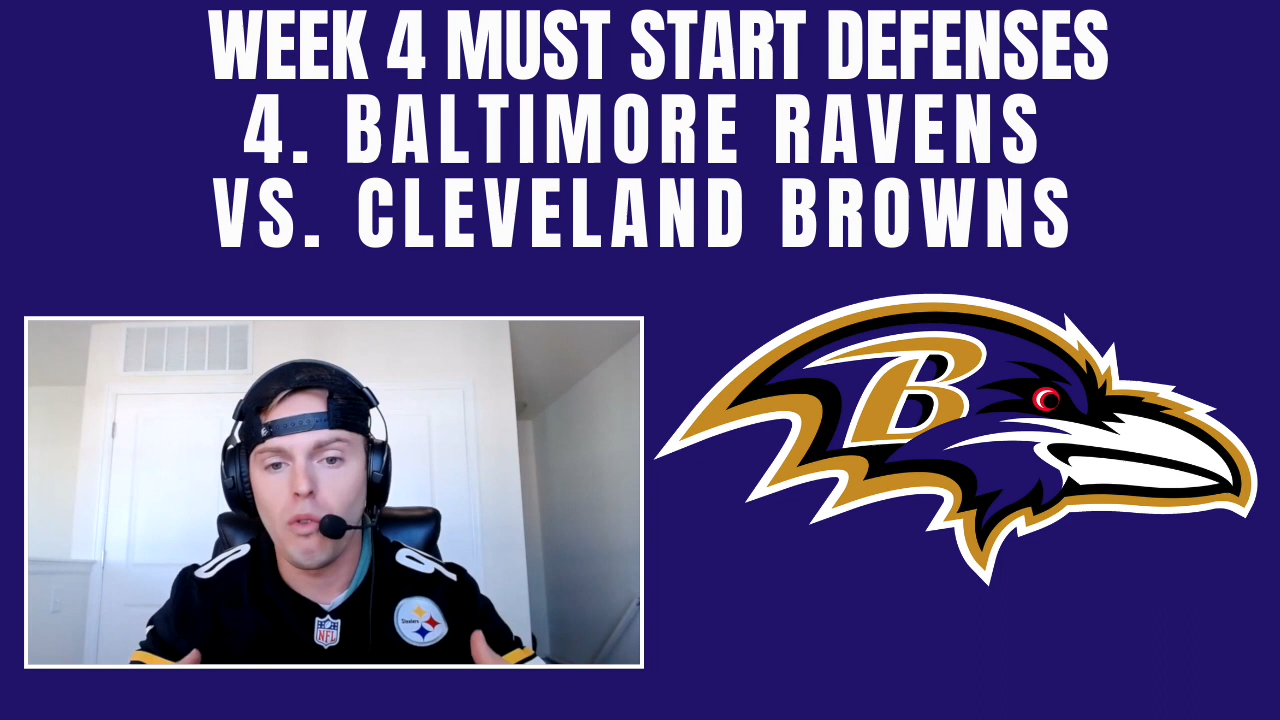 WEEK 4 MUST START DEFENSES
4. BALTIMORE RAVENS
VS. CLEVELAND BROWNS
B
NFL
Steelers